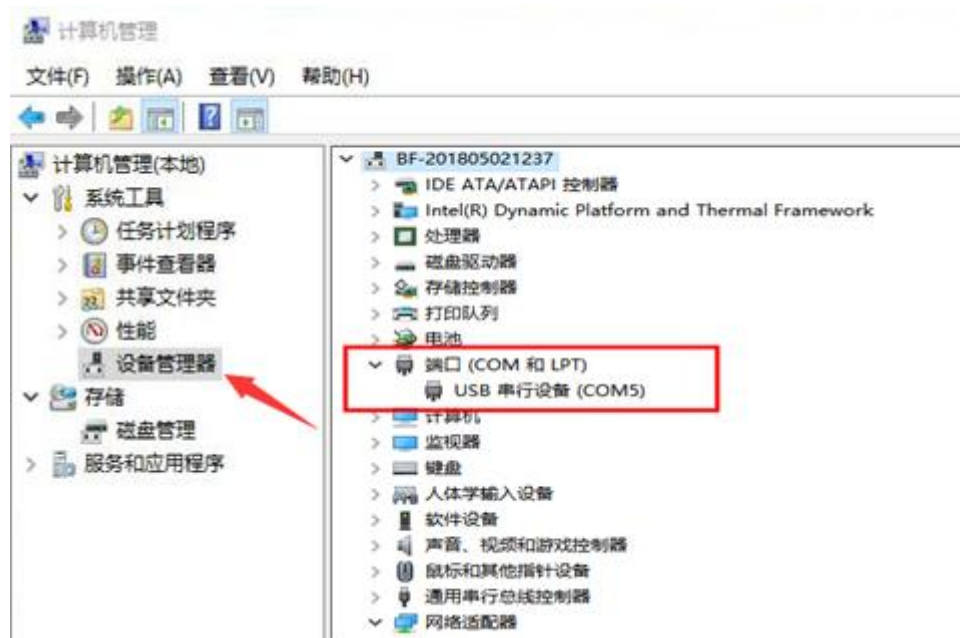 计算机管理
文件(F) 操作(A) 查看(V) 帮助(H)
计算机管理(本地)
系统工具
任务计划程序
事件查看器
共享文件夹
性能
设备管理器
存储
磁盘管理
服务和应用程序
BF-201805021237
IDE ATA/ATAPI 控制器
Intel(R) Dynamic Platform and Thermal Framework
处理器
磁盘驱动器
存储控制器
打印队列
电池
端口 (COM 和 LPT)
USB 串行设备 (COM5)
计算机
监视器
键盘
人体学输入设备
软件设备
声音、视频和游戏控制器
鼠标和其他指针设备
通用串行总线控制器
网络适配器